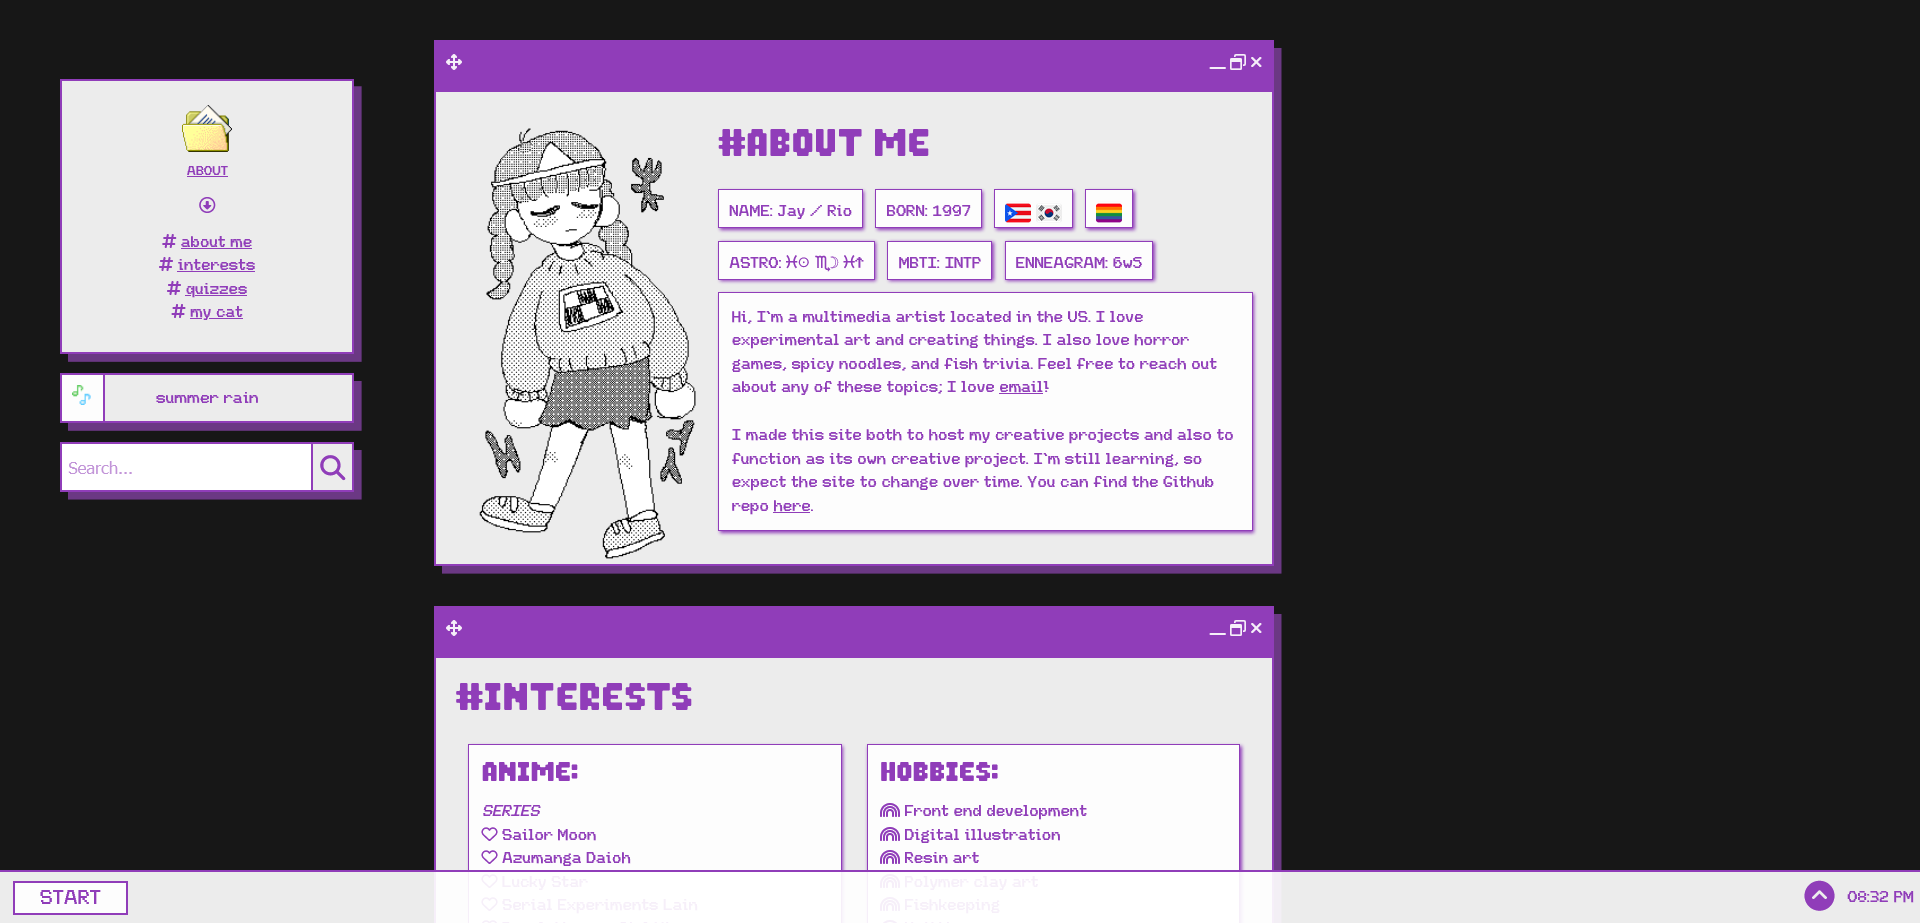 ABOUT
# about me
# interests
# quizzes
# my cat
summer rain
Search...
#ABOUT ME
NAME: Jay / Rio
BORN: 1997
ASTRO: ♓☉ ♏☽ ♓↑
MBTI: INTP
ENNEAGRAM: 6w5
Hi, I'm a multimedia artist located in the US. I love
experimental art and creating things. I also love horror
games, spicy noodles, and fish trivia. Feel free to reach out
about any of these topics; I love email!
I made this site both to host my creative projects and also to
function as its own creative project. I'm still learning, so
expect the site to change over time. You can find the Github
repo here.
#INTERESTS
ANIME:
SERIES
Sailor Moon
Azumanga Daioh
Lucky Star
Serial Experiments Lain
HOBBIES:
Front end development
Digital illustration
Resin art
Polymer clay art
Fishkeeping
START
08:32 PM